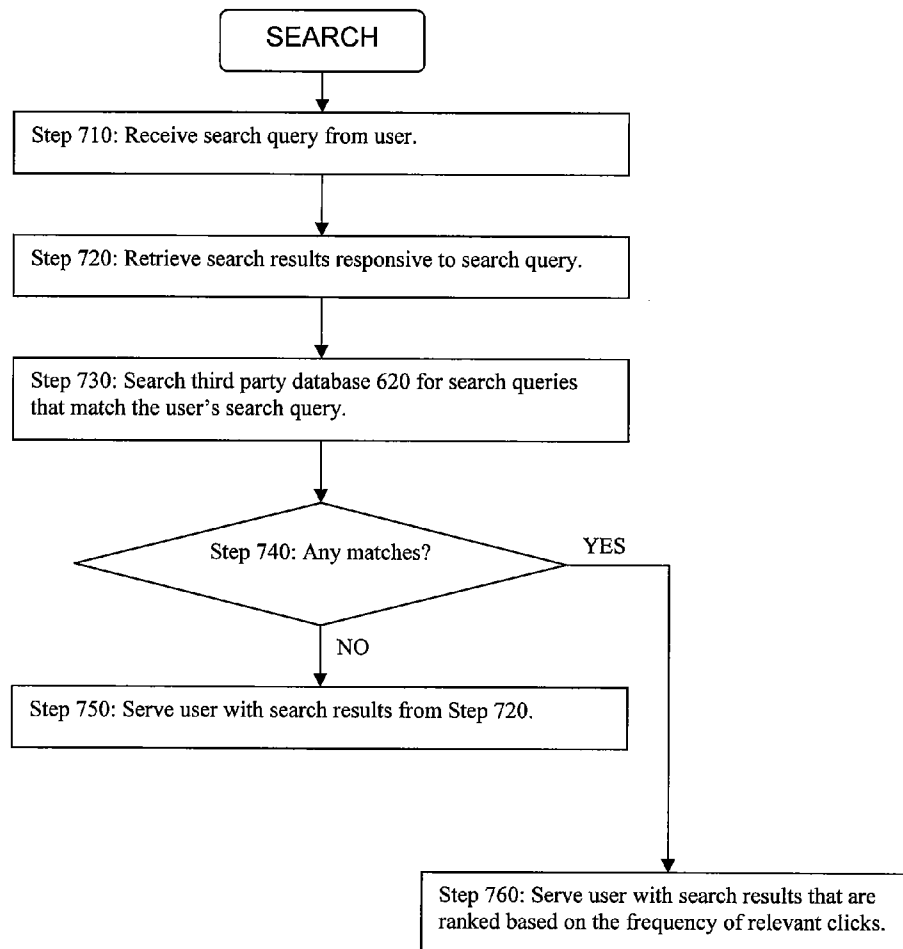 SEARCH
Step 710: Receive search query from user.
Step 720: Retrieve search results responsive to search query.
Step 730: Search third party database 620 for search queries
that match the user's search query.
Step 740: Any matches?
YES
NO
Step 750: Serve user with search results from Step 720.
Step 760: Serve user with search results that are
ranked based on the frequency of relevant clicks.